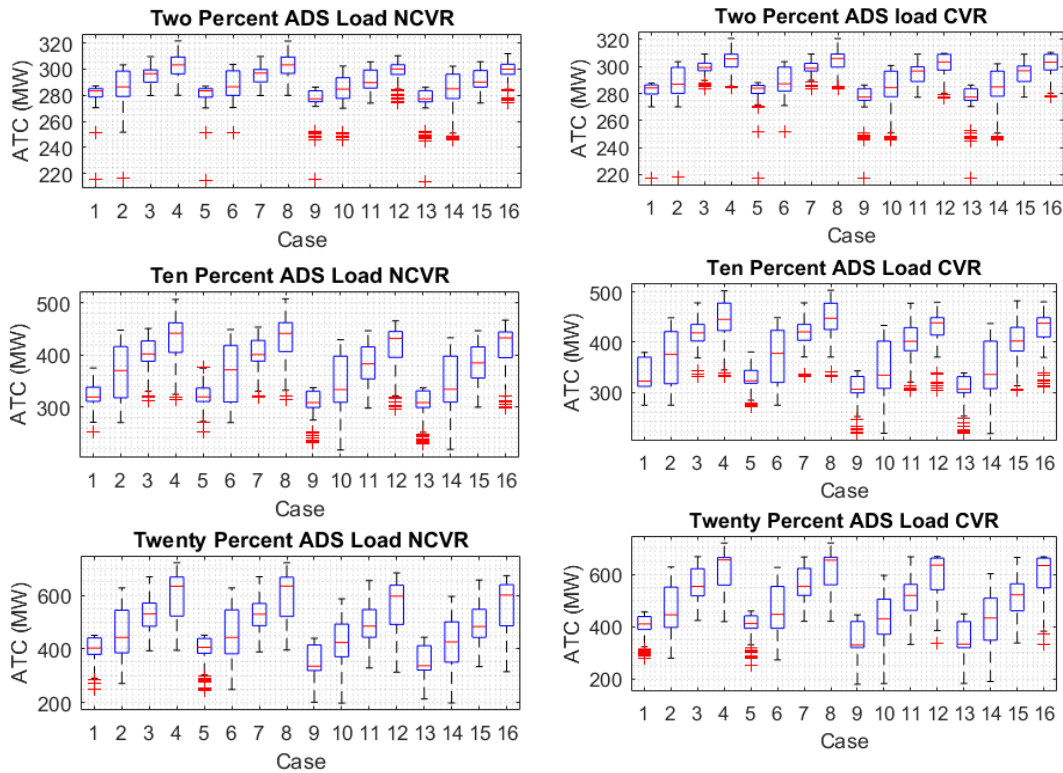 Two Percent ADS Load NCVR
ATC (MW)
320
300
280
260
240
220
1 2 3 4 5 6 7 8 9 10 11 12 13 14 15 16
Case
Two Percent ADS load CVR
ATC (MW)
320
300
280
260
240
220
1 2 3 4 5 6 7 8 9 10 11 12 13 14 15 16
Case
Ten Percent ADS Load NCVR
ATC (MW)
500
400
300
1 2 3 4 5 6 7 8 9 10 11 12 13 14 15 16
Case
Ten Percent ADS Load CVR
ATC (MW)
500
400
300
1 2 3 4 5 6 7 8 9 10 11 12 13 14 15 16
Case
Twenty Percent ADS Load NCVR
ATC (MW)
600
400
200
1 2 3 4 5 6 7 8 9 10 11 12 13 14 15 16
Case
Twenty Percent ADS Load CVR
ATC (MW)
600
400
200
1 2 3 4 5 6 7 8 9 10 11 12 13 14 15 16
Case